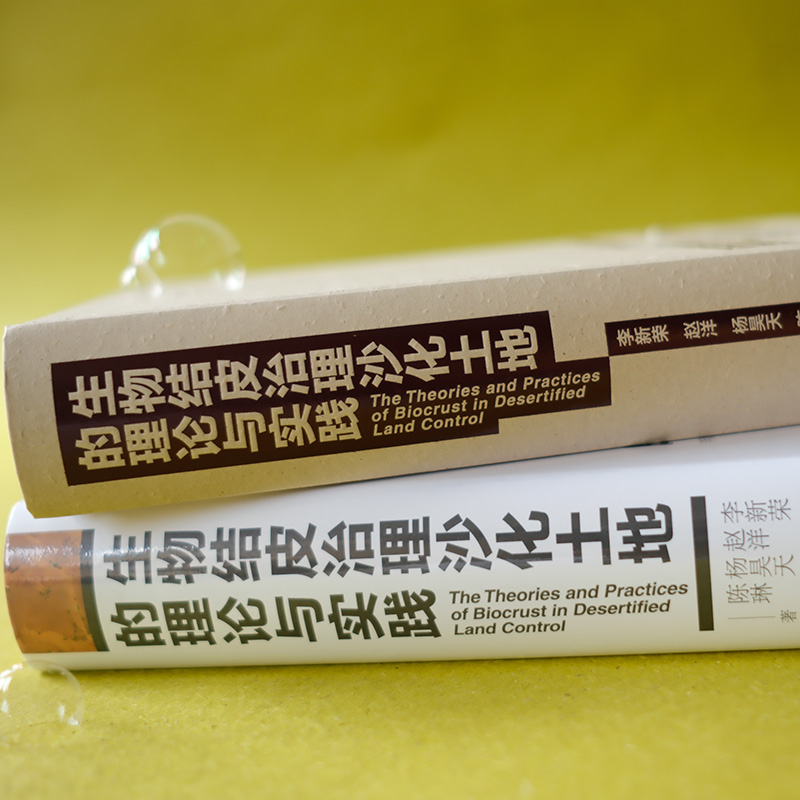 生物结皮治理沙化土地
的理论与实践
The Theories and Practices
of Biocrust in Desertified
Land Control
李新荣 赵洋 杨昊天
生物结皮治理沙化土地
的理论与实践
The Theories and Practices
of Biocrust in Desertified
Land Control
李新荣
赵洋
杨昊天
陈琳
著